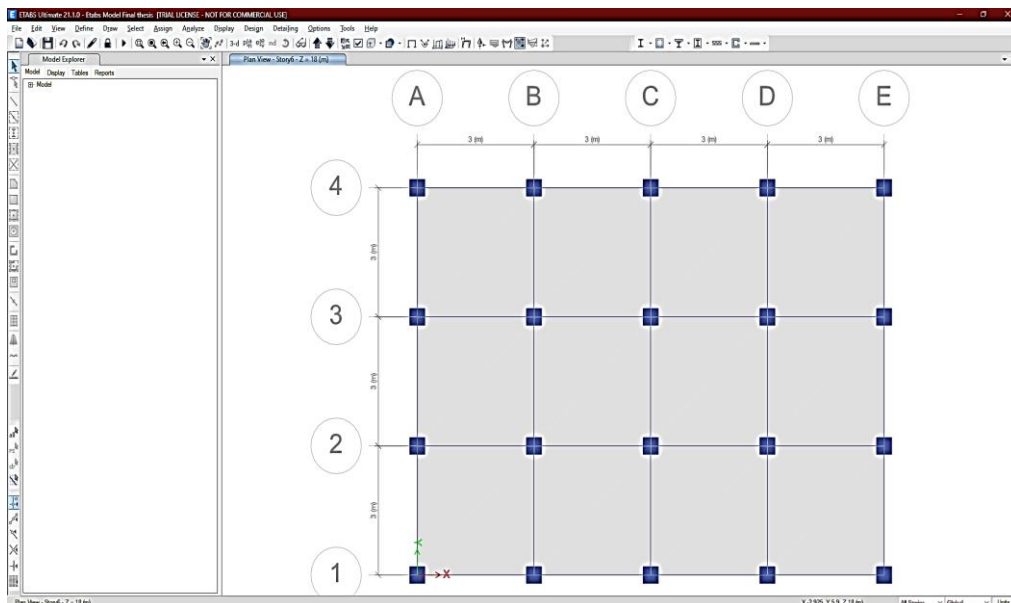 ETABS Ultimate 21.1.0 - Etabs Model Final thesis [TRIAL LICENSE - NOT FOR COMMERCIAL USE]
File Edit View Define Draw Select Assign Analyze Display Design Detailing Options Tools Help
3-d
Model Explorer
Plan View - Story6 - Z = 18 (m)
Model Display Tables Reports
Model
A B C D E
3 (m) 3 (m) 3 (m) 3 (m)
4
3 (m)
3
3 (m)
2
3 (m)
1
X
Plan View - Story6 - Z = 18 (m)
X -2.925, Y 5.9, Z 18 (m)
Global
Units